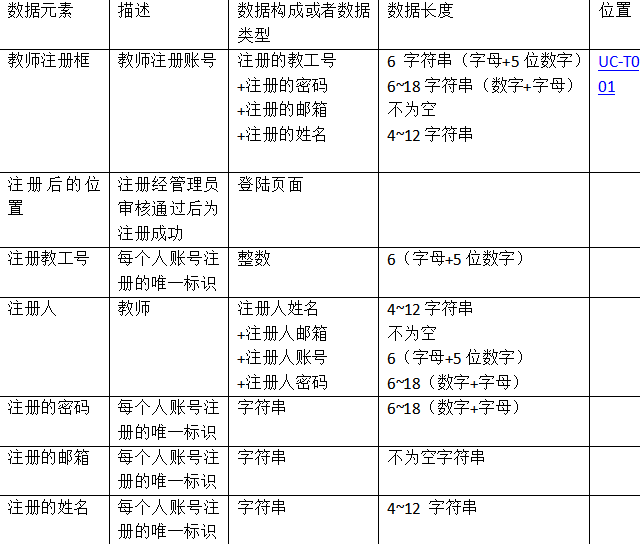 数据元素 描述 数据构成或者数据类型 数据长度 位置
教师注册框 教师注册账号 注册的教工号 6 字符串（字母+5 位数字） UC-T001
+注册的密码 6~18 字符串（数字+字母）
+注册的邮箱 不为空
+注册的姓名 4~12 字符串
注册后的位置 注册经管理员审核通过后为注册成功 登陆页面
注册教工号 每个人账号注册的唯一标识 整数 6（字母+5 位数字）
注册人 教师 注册人姓名 4~12 字符串
+注册人邮箱 不为空
+注册人账号 6（字母+5 位数字）
+注册人密码 6~18（数字+字母）
注册的密码 每个人账号注册的唯一标识 字符串 6~18（数字+字母）
注册的邮箱 每个人账号注册的唯一标识 字符串 不为空字符串
注册的姓名 每个人账号注册的唯一标识 字符串 4~12 字符串